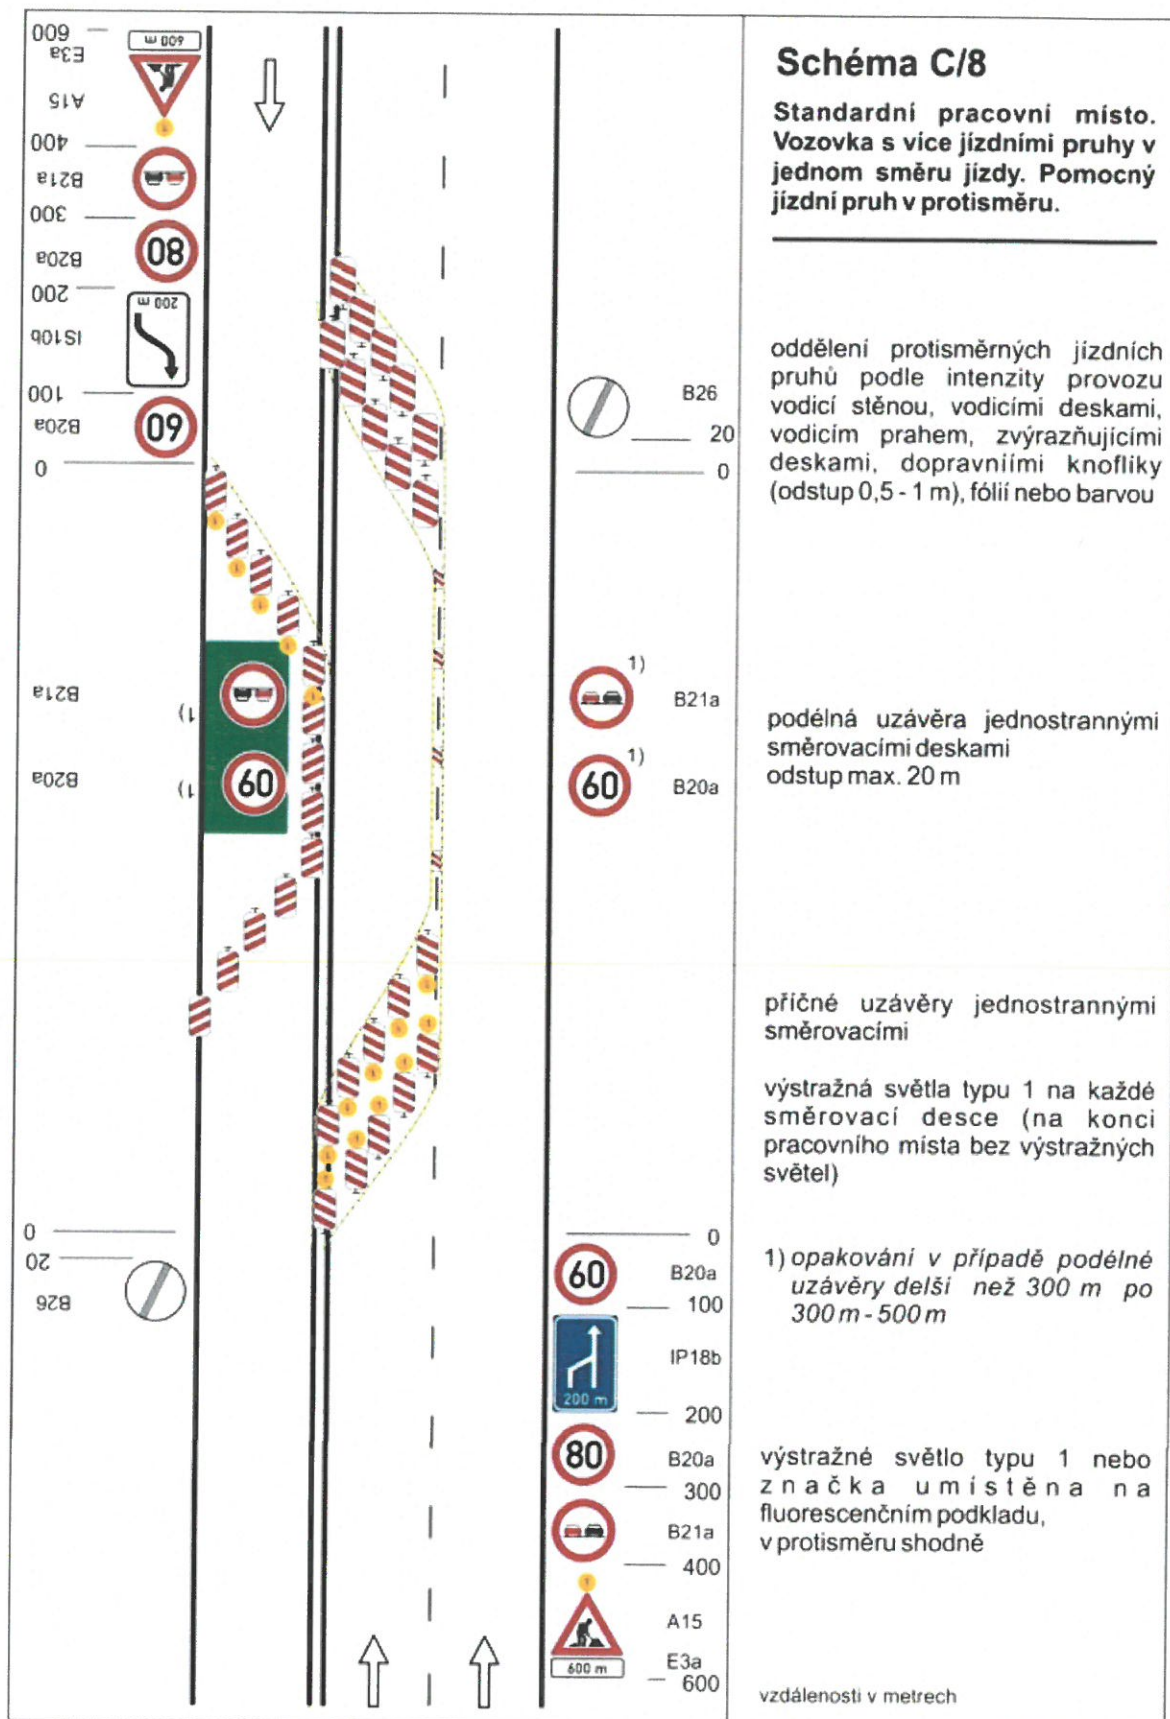 600
E3a
600 m
A15
400
B21a
300
B20a
80
200
IS10b
200 m
100
B20a
60
0
B21a
1)
B20a
1)
60
0
20
B26
B26
20
0
1)
B21a
1)
60
B20a
0
60
B20a
100
IP18b
200 m
200
80
B20a
300
B21a
400
A15
E3a
600 m
600
Schéma C/8
Standardní pracovní místo.
Vozovka s více jízdními pruhy v
jednom směru jízdy. Pomocný
jízdní pruh v protisměru.
oddělení protisměrných jízdních
pruhů podle intenzity provozu
vodicí stěnou, vodicími deskami,
vodicím prahem, zvýrazňujícími
deskami, dopravniími knoflíky
(odstup 0,5 - 1 m), fólií nebo barvou
podélná uzávěra jednostrannými
směrovacími deskami
odstup max. 20 m
příčné uzávěry jednostrannými
směrovacími
výstražná světla typu 1 na každé
směrovací desce (na konci
pracovního místa bez výstražných
světel)
1) opakování v případě podélné
uzávěry delší než 300 m po
300 m - 500 m
výstražné světlo typu 1 nebo
značka umístěna na
fluorescenčním podkladu,
v protisměru shodně
vzdálenosti v metrech